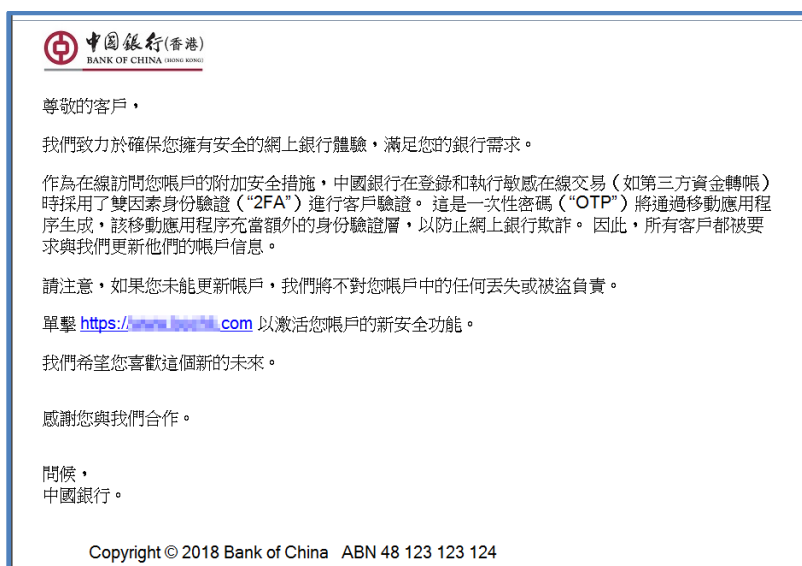 中國銀行(香港)
BANK OF CHINA (HONG KONG)
尊敬的客戶，
我們致力於確保您擁有安全的網上銀行體驗，滿足您的銀行需求。
作為在線訪問您帳戶的附加安全措施，中國銀行在登錄和執行敏感在線交易（如第三方資金轉帳）
時採用了雙因素身份驗證（“2FA”）進行客戶驗證。 這是一次性密碼（“OTP”）將通過移動應用程
序生成，該移動應用程序充當額外的身份驗證層，以防止網上銀行欺詐。 因此，所有客戶都被要
求與我們更新他們的帳戶信息。
請注意，如果您未能更新帳戶，我們將不對您帳戶中的任何丟失或被盜負責。
單擊 https:// com 以激活您帳戶的新安全功能。
我們希望您喜歡這個新的未來。
感謝您與我們合作。
問候，
中國銀行。
Copyright © 2018 Bank of China ABN 48 123 123 124